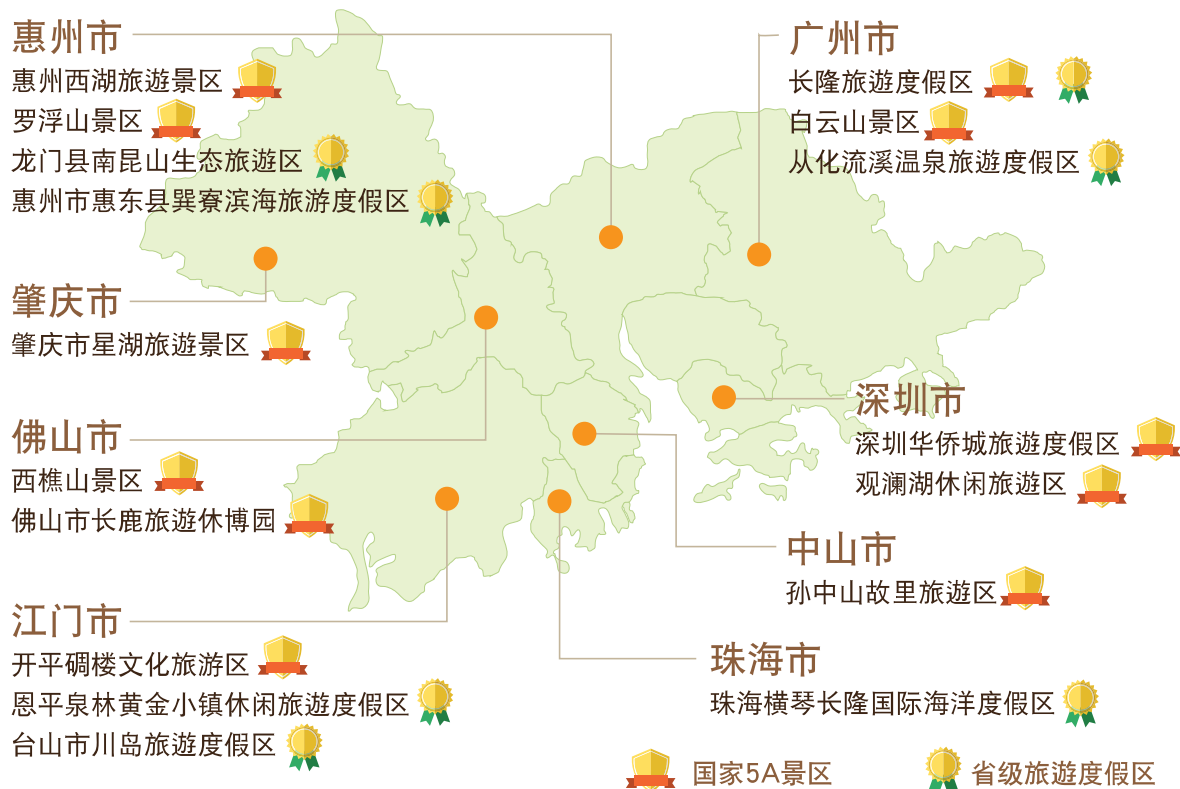 惠州市
惠州西湖旅遊景区
罗浮山景区
龙门县南昆山生态旅遊区
惠州市惠东县巽寮滨海旅游度假区
广州市
长隆旅遊度假区
白云山景区
从化流溪温泉旅遊度假区
肇庆市
肇庆市星湖旅遊景区
佛山市
西樵山景区
佛山市长鹿旅遊休博园
深圳市
深圳华侨城旅遊度假区
观澜湖休闲旅遊区
中山市
孙中山故里旅遊区
江门市
开平碉楼文化旅游区
恩平泉林黄金小镇休闲旅遊度假区
台山市川岛旅遊度假区
珠海市
珠海横琴长隆国际海洋度假区
国家5A景区
省级旅遊度假区